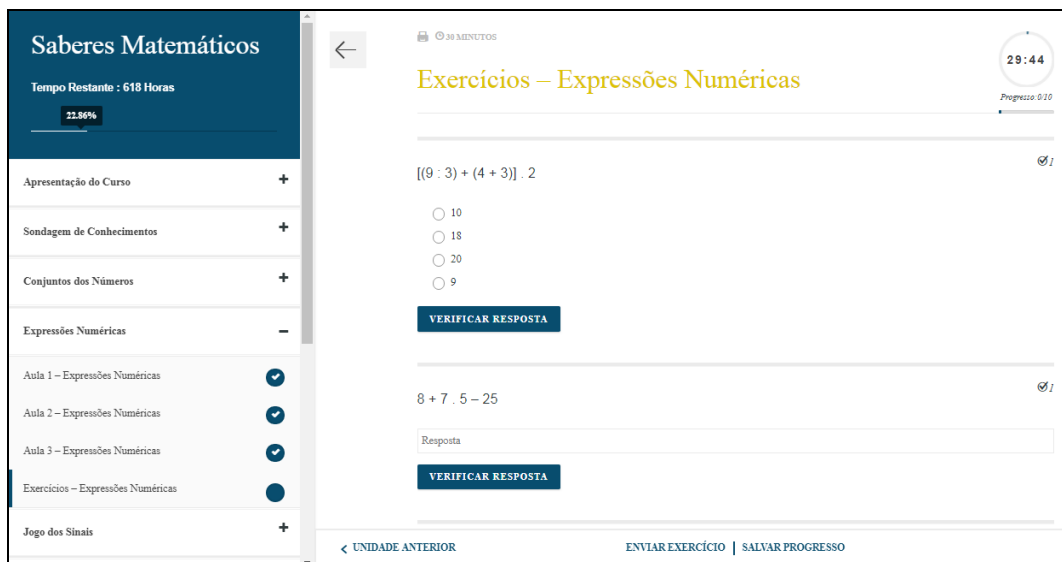 Saberes Matemáticos
Tempo Restante : 618 Horas
22.86%
Apresentação do Curso
Sondagem de Conhecimentos
Conjuntos dos Números
Expressões Numéricas
Aula 1 – Expressões Numéricas
Aula 2 – Expressões Numéricas
Aula 3 – Expressões Numéricas
Exercícios – Expressões Numéricas
Jogo dos Sinais
30 MINUTOS
Exercícios – Expressões Numéricas
29:44
Progresso:0/10
1
[(9 : 3) + (4 + 3)] . 2
10
18
20
9
VERIFICAR RESPOSTA
1
8 + 7 . 5 – 25
Resposta
VERIFICAR RESPOSTA
UNIDADE ANTERIOR
ENVIAR EXERCÍCIO | SALVAR PROGRESSO